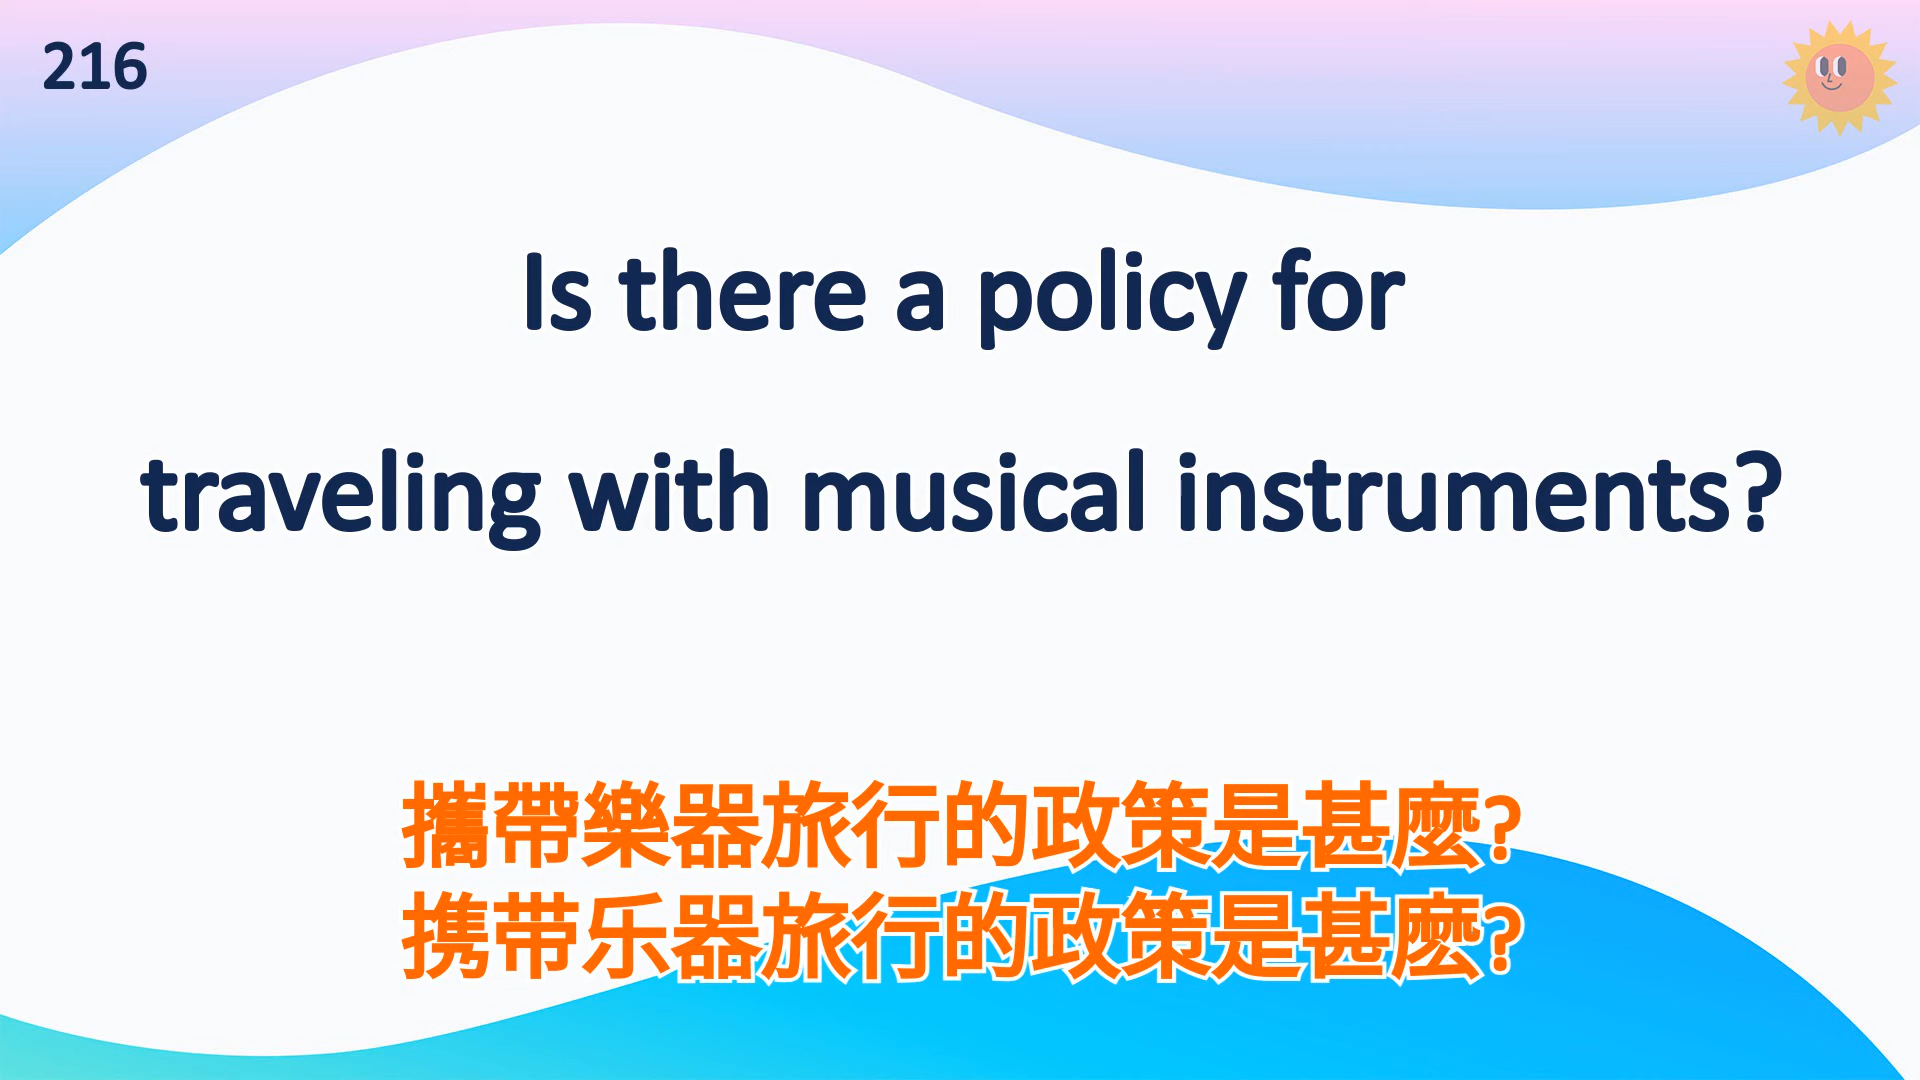 216
Is there a policy for
traveling with musical instruments?
攜帶樂器旅行的政策是甚麼?
携带乐器旅行的政策是甚麽?